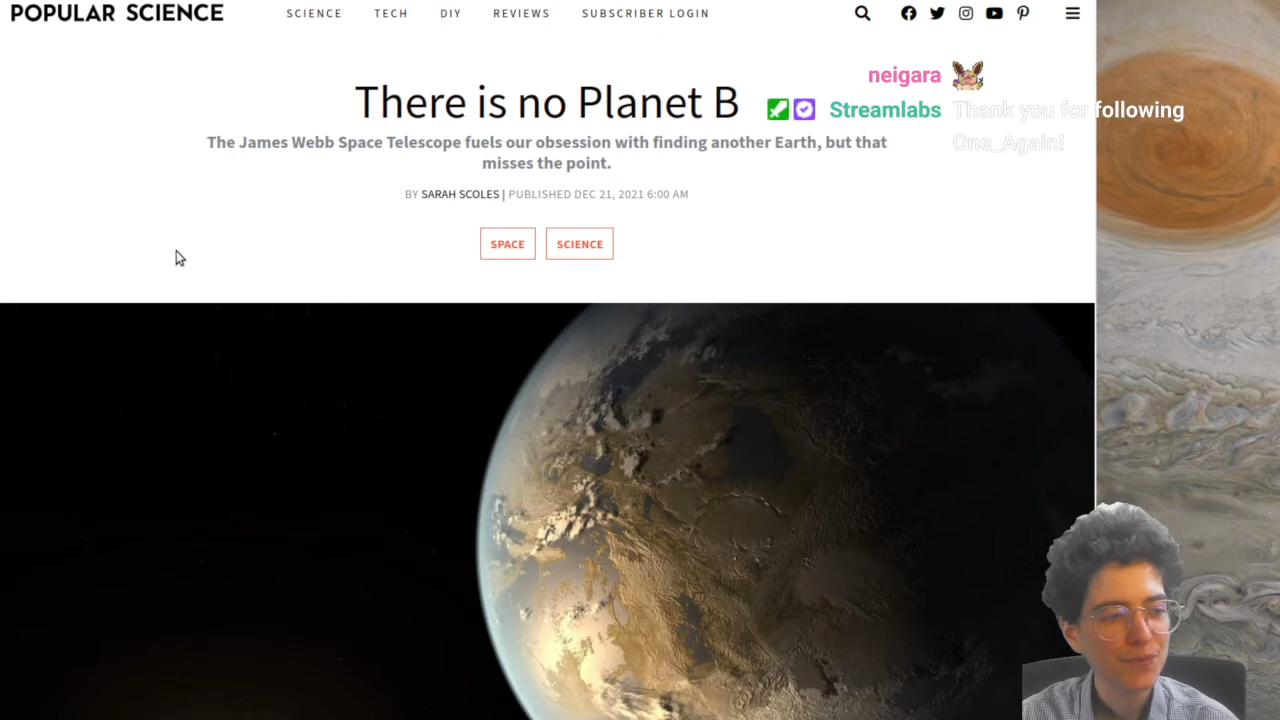 POPULAR SCIENCE
SCIENCE TECH DIY REVIEWS SUBSCRIBER LOGIN
neigara
Streamlabs Thank you for following
One_Again!
There is no Planet B
The James Webb Space Telescope fuels our obsession with finding another Earth, but that
misses the point.
BY SARAH SCOLES | PUBLISHED DEC 21, 2021 6:00 AM
SPACE SCIENCE